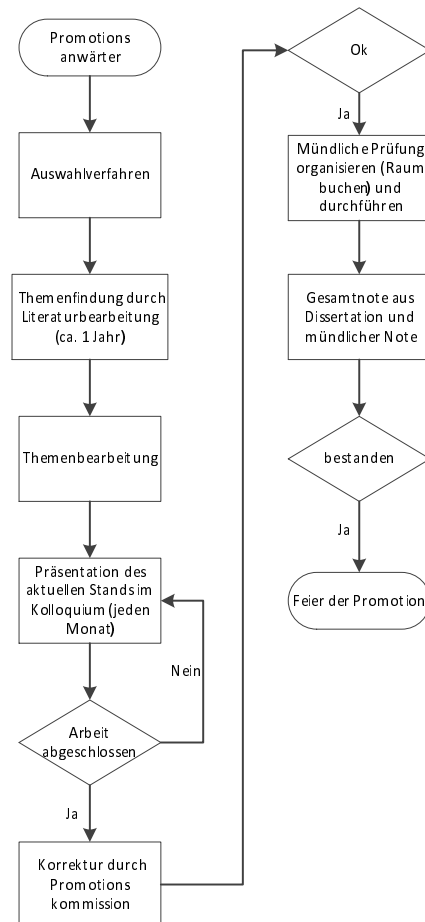 Promotions
anwärter
Auswahlverfahren
Themenfindung durch
Literaturbearbeitung
(ca. 1 Jahr)
Themenbearbeitung
Präsentation des
aktuellen Stands im
Kolloquium (jeden
Monat)
Nein
Arbeit
abgeschlossen
Ja
Korrektur durch
Promotions
kommission
Ok
Ja
Mündliche Prüfung
organisieren (Raum
buchen) und
durchführen
Gesamtnote aus
Dissertation und
mündlicher Note
bestanden
Ja
Feier der Promotion